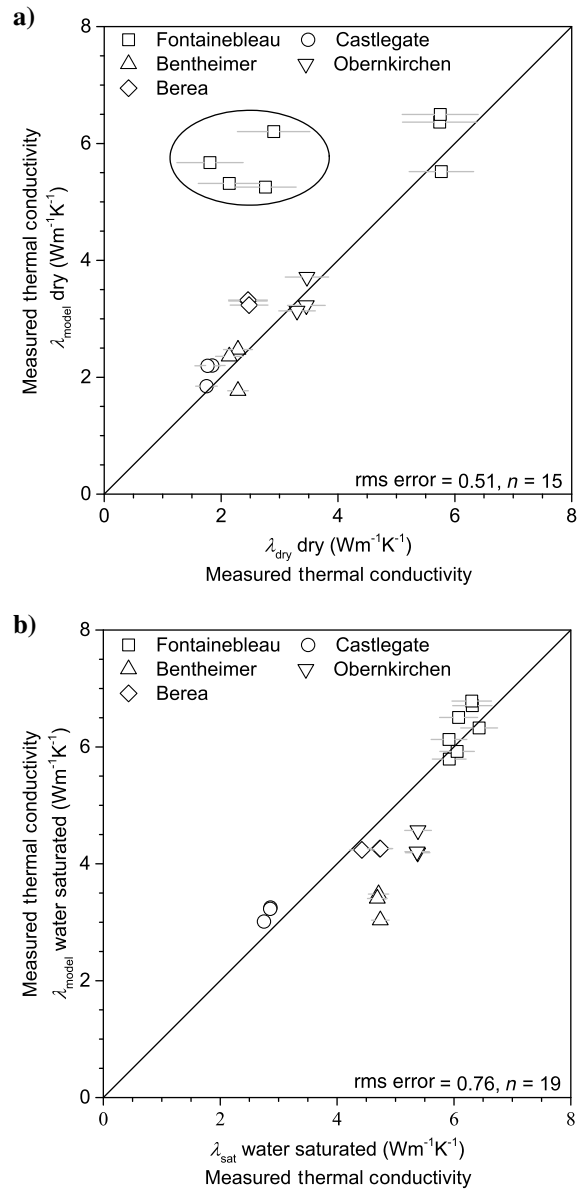 a)
Fontainebleau Castlegate
Bentheimer Obernkirchen
Berea
8
6
4
2
0
Measured thermal conductivity
λmodel dry (Wm⁻¹K⁻¹)
rms error = 0.51, n = 15
0 2 4 6 8
λdry dry (Wm⁻¹K⁻¹)
Measured thermal conductivity
b)
Fontainebleau Castlegate
Bentheimer Obernkirchen
Berea
8
6
4
2
0
Measured thermal conductivity
λmodel water saturated (Wm⁻¹K⁻¹)
rms error = 0.76, n = 19
0 2 4 6 8
λsat water saturated (Wm⁻¹K⁻¹)
Measured thermal conductivity